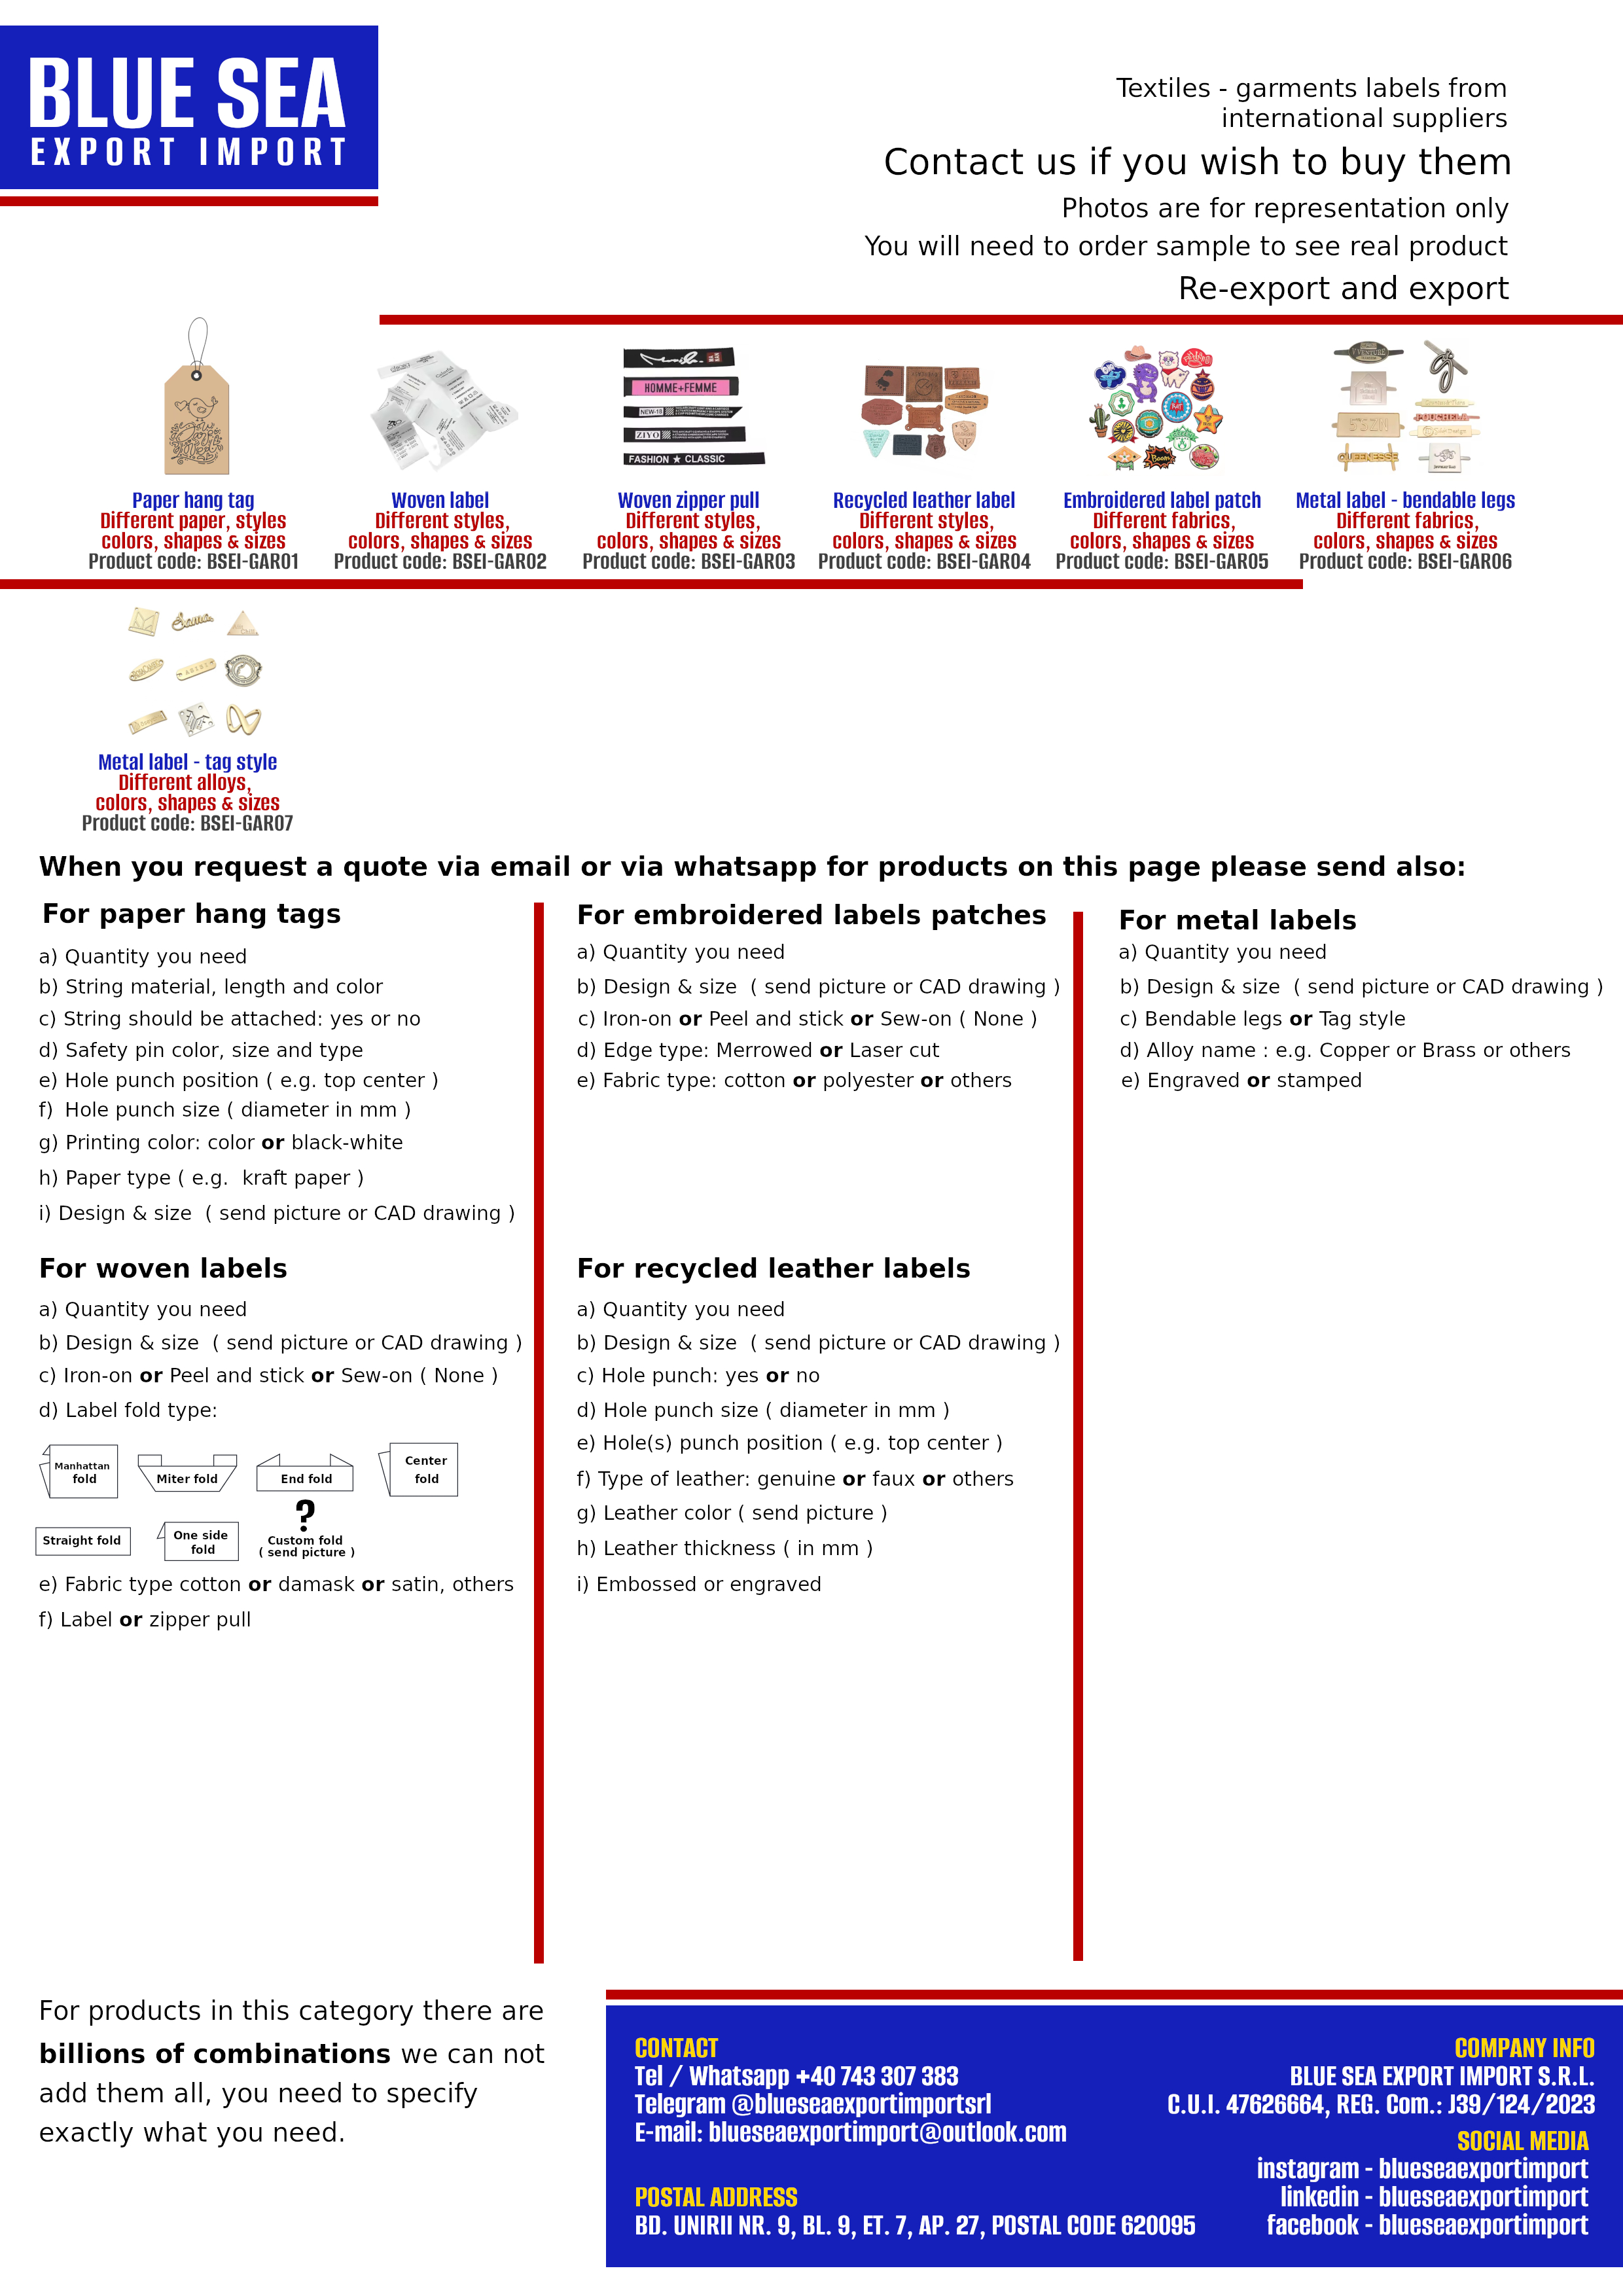 BLUE SEA
EXPORT IMPORT
Textiles - garments labels from
international suppliers
Contact us if you wish to buy them
Photos are for representation only
You will need to order sample to see real product
Re-export and export
HOMME+FEMME
NEW-18
ZIYO
FASHION ★ CLASSIC
QUEENESSE
Boom
Paper hang tag
Different paper, styles
colors, shapes & sizes
Product code: BSEI-GAR01
Woven label
Different styles,
colors, shapes & sizes
Product code: BSEI-GAR02
Woven zipper pull
Different styles,
colors, shapes & sizes
Product code: BSEI-GAR03
Recycled leather label
Different styles,
colors, shapes & sizes
Product code: BSEI-GAR04
Embroidered label patch
Different fabrics,
colors, shapes & sizes
Product code: BSEI-GAR05
Metal label - bendable legs
Different fabrics,
colors, shapes & sizes
Product code: BSEI-GAR06
Metal label - tag style
Different alloys,
colors, shapes & sizes
Product code: BSEI-GAR07
When you request a quote via email or via whatsapp for products on this page please send also:
For paper hang tags
a) Quantity you need
b) String material, length and color
c) String should be attached: yes or no
d) Safety pin color, size and type
e) Hole punch position ( e.g. top center )
f) Hole punch size ( diameter in mm )
g) Printing color: color or black-white
h) Paper type ( e.g. kraft paper )
i) Design & size ( send picture or CAD drawing )
For woven labels
a) Quantity you need
b) Design & size ( send picture or CAD drawing )
c) Iron-on or Peel and stick or Sew-on ( None )
d) Label fold type:
Manhattan
fold
Miter fold
End fold
Center
fold
Straight fold
One side
fold
?
Custom fold
( send picture )
e) Fabric type cotton or damask or satin, others
f) Label or zipper pull
For embroidered labels patches
a) Quantity you need
b) Design & size ( send picture or CAD drawing )
c) Iron-on or Peel and stick or Sew-on ( None )
d) Edge type: Merrowed or Laser cut
e) Fabric type: cotton or polyester or others
For recycled leather labels
a) Quantity you need
b) Design & size ( send picture or CAD drawing )
c) Hole punch: yes or no
d) Hole punch size ( diameter in mm )
e) Hole(s) punch position ( e.g. top center )
f) Type of leather: genuine or faux or others
g) Leather color ( send picture )
h) Leather thickness ( in mm )
i) Embossed or engraved
For metal labels
a) Quantity you need
b) Design & size ( send picture or CAD drawing )
c) Bendable legs or Tag style
d) Alloy name : e.g. Copper or Brass or others
e) Engraved or stamped
For products in this category there are
billions of combinations we can not
add them all, you need to specify
exactly what you need.
CONTACT
Tel / Whatsapp +40 743 307 383
Telegram @blueseaexportimportsrl
E-mail: blueseaexportimport@outlook.com
POSTAL ADDRESS
BD. UNIRII NR. 9, BL. 9, ET. 7, AP. 27, POSTAL CODE 620095
COMPANY INFO
BLUE SEA EXPORT IMPORT S.R.L.
C.U.I. 47626664, REG. Com.: J39/124/2023
SOCIAL MEDIA
instagram - blueseaexportimport
linkedin - blueseaexportimport
facebook - blueseaexportimport